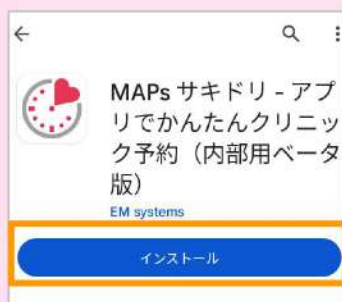 MAPs サキドリ - アプ
リでかんたんクリニッ
ク予約（内部用ベータ
版）
EM systems
インストール